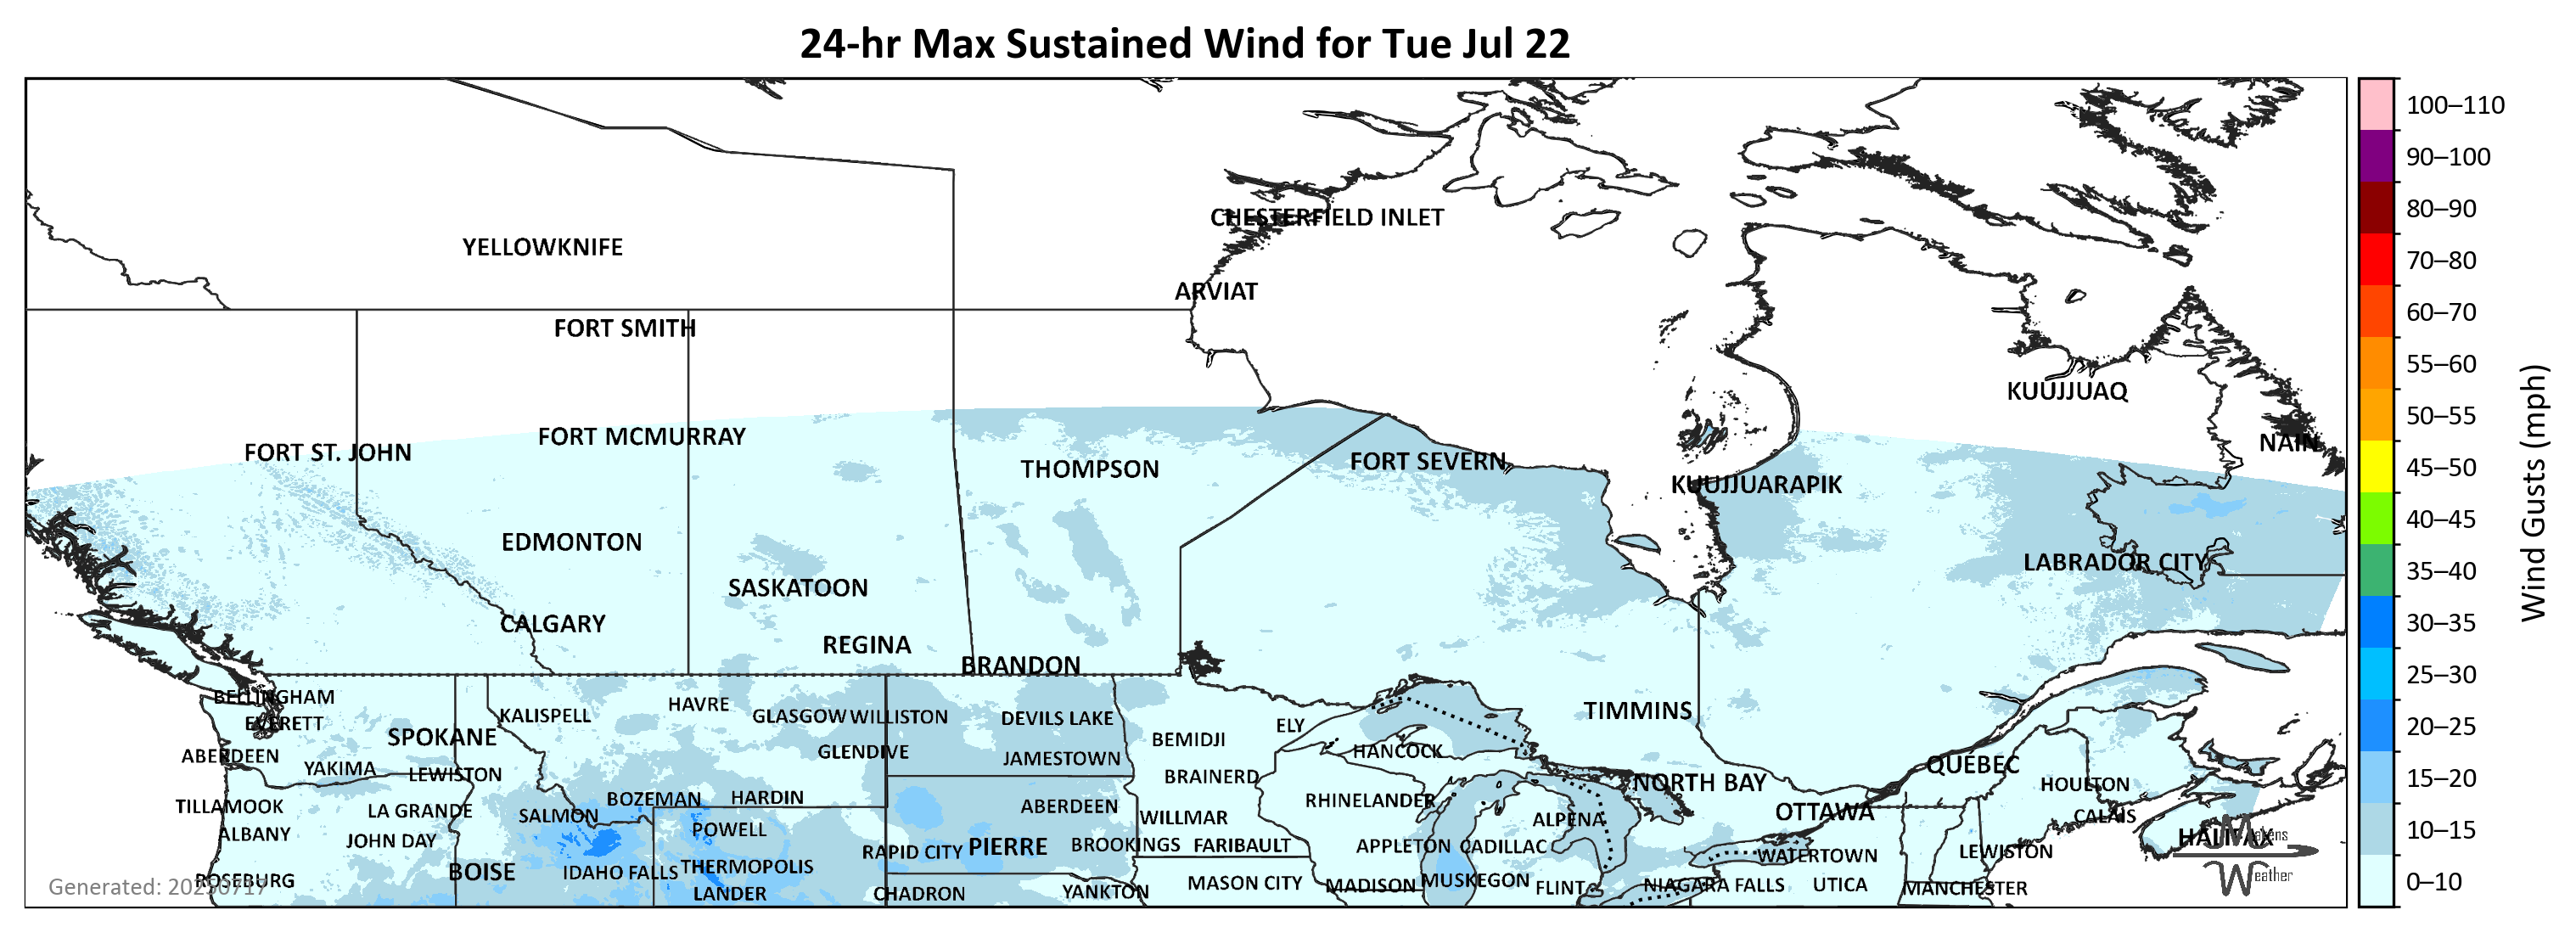 24-hr Max Sustained Wind for Tue Jul 22
100–110
90–100
80–90
70–80
60–70
55–60
50–55
45–50
40–45
35–40
30–35
25–30
20–25
15–20
10–15
0–10
Wind Gusts (mph)
CHESTERFIELD INLET
YELLOWKNIFE
ARVIAT
FORT SMITH
KUUJJUAQ
FORT MCMURRAY
NAIN
FORT ST. JOHN
FORT SEVERN
THOMPSON
KUUJJUARAPIK
EDMONTON
LABRADOR CITY
SASKATOON
CALGARY
REGINA
BRANDON
BELLINGHAM
HAVRE
KALISPELL
GLASGOW
WILLISTON
DEVILS LAKE
TIMMINS
EVERETT
ELY
SPOKANE
BEMIDJI
GLENDIVE
HANCOCK
ABERDEEN
JAMESTOWN
QUÉBEC
YAKIMA
LEWISTON
BRAINERD
NORTH BAY
HOULTON
BOZEMAN
HARDIN
RHINELANDER
TILLAMOOK
LA GRANDE
ABERDEEN
OTTAWA
SALMON
WILLMAR
ALPENA
CALAIS
ALBANY
POWELL
JOHN DAY
HALIFAX
Makens
RAPID CITY
PIERRE
BROOKINGS
FARIBAULT
APPLETON
CADILLAC
WATERTOWN
LEWISTON
BOISE
IDAHO FALLS
THERMOPOLIS
Weather
ROSEBURG
MASON CITY
MADISON
MUSKEGON
FLINT
NIAGARA FALLS
UTICA
MANCHESTER
LANDER
CHADRON
YANKTON
Generated: 20250717